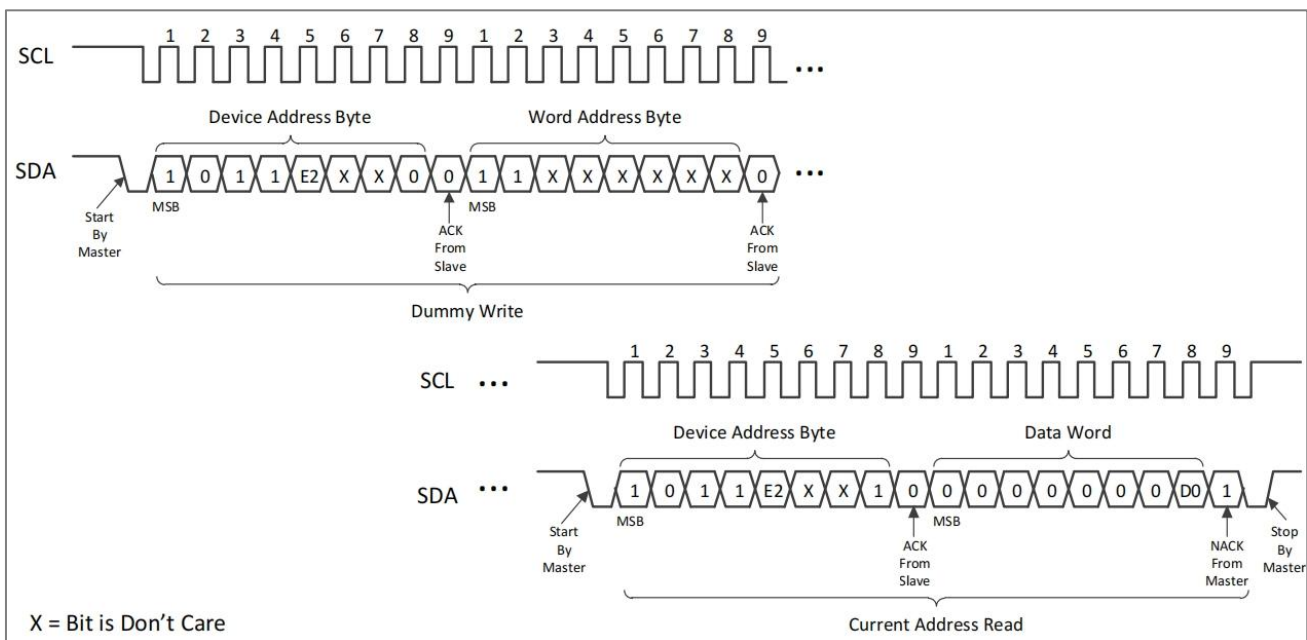 1 2 3 4 5 6 7 8 9 1 2 3 4 5 6 7 8 9
SCL ...
Device Address Byte Word Address Byte
SDA 1 0 1 1 E2 X X 0 0 1 1 X X X X X X 0 ...
MSB MSB
Start By Master
ACK From Slave
ACK From Slave
Dummy Write
1 2 3 4 5 6 7 8 9 1 2 3 4 5 6 7 8 9
SCL ...
Device Address Byte Data Word
SDA ... 1 0 1 1 E2 X X 1 0 0 0 0 0 0 0 0 D0 1
MSB MSB
Start By Master
ACK From Slave
NACK From Master
Stop By Master
X = Bit is Don't Care
Current Address Read